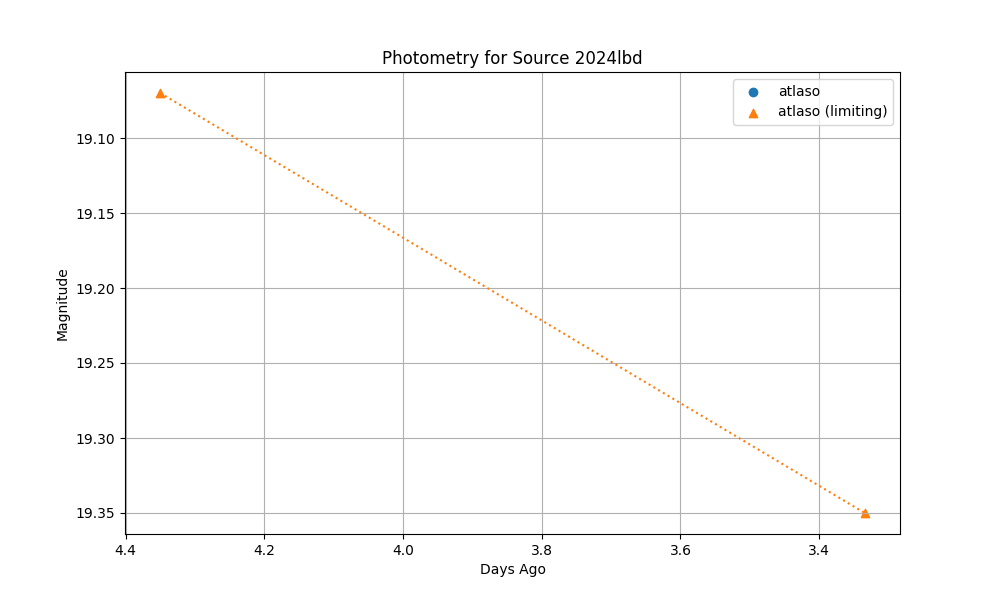 Photometry for Source 2024lbd
atlaso
atlaso (limiting)
Magnitude
19.10
19.15
19.20
19.25
19.30
19.35
4.4 4.2 4.0 3.8 3.6 3.4
Days Ago